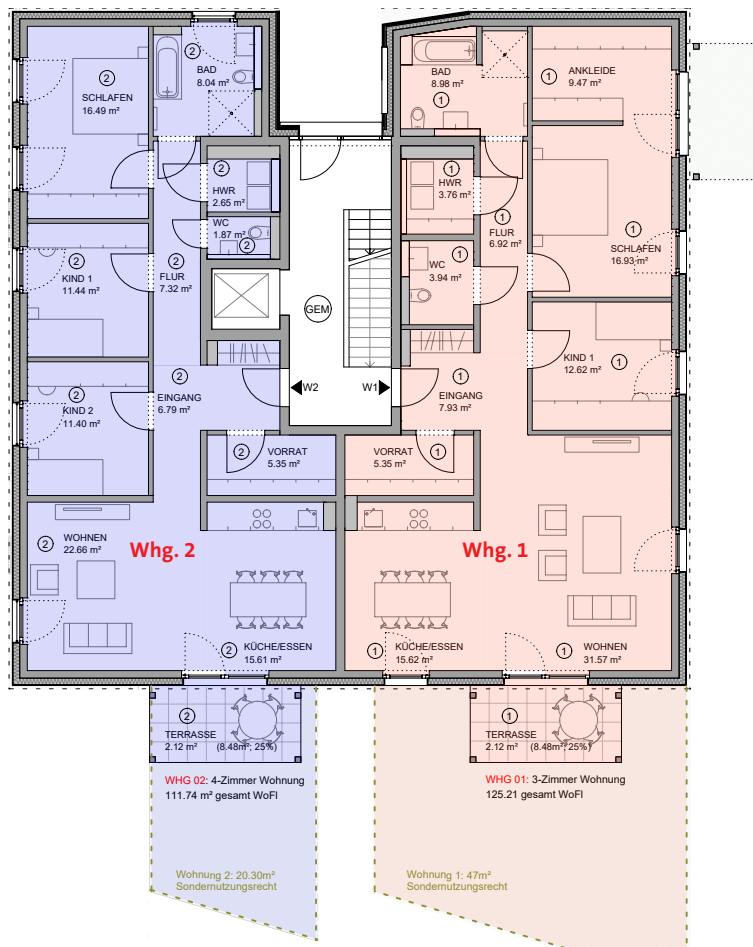 2
SCHLAFEN
16.49 m²
2
BAD
8.04 m²
2
HWR
2.65 m²
WC
1.87 m²
2
2
KIND 1
11.44 m²
2
FLUR
7.32 m²
2
KIND 2
11.40 m²
2
EINGANG
6.79 m²
2
VORRAT
5.35 m²
2
WOHNEN
22.66 m²
Whg. 2
2
KÜCHE/ESSEN
15.61 m²
2
TERRASSE
2.12 m² (8.48m²; 25%)
WHG 02: 4-Zimmer Wohnung
111.74 m² gesamt WoFl
Wohnung 2: 20.30m²
Sondernutzungsrecht
GEM
W2
W1
BAD
8.98 m²
1
1
ANKLEIDE
9.47 m²
1
HWR
3.76 m²
1
FLUR
6.92 m²
1
SCHLAFEN
16.93 m²
1
WC
3.94 m²
KIND 1
12.62 m²
1
1
EINGANG
7.93 m²
VORRAT
5.35 m²
1
Whg. 1
1
KÜCHE/ESSEN
15.62 m²
1
WOHNEN
31.57 m²
1
TERRASSE
2.12 m² (8.48m²; 25%)
WHG 01: 3-Zimmer Wohnung
125.21 gesamt WoFl
Wohnung 1: 47m²
Sondernutzungsrecht